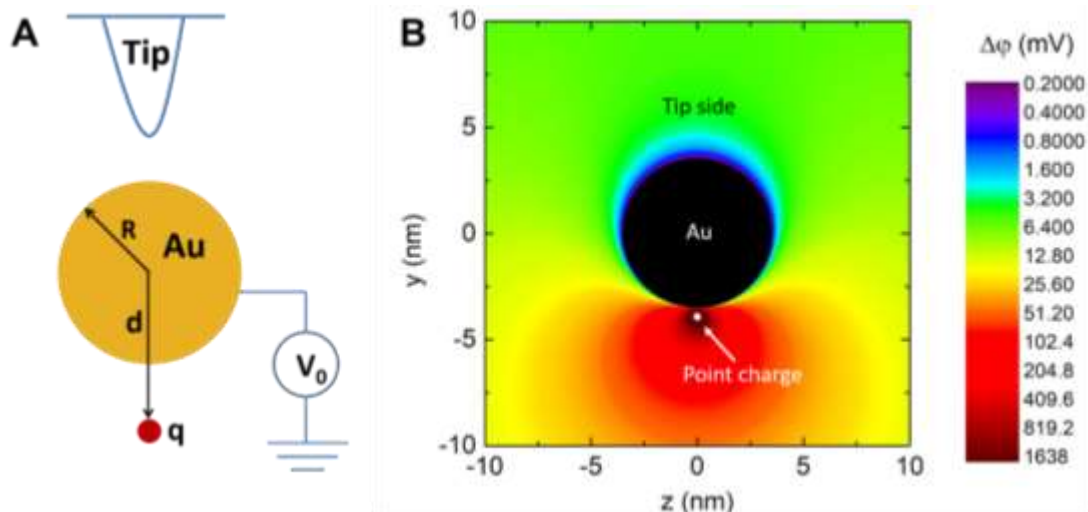 A
Tip
R
Au
d
V₀
q
B
Δφ (mV)
10
5
0
-5
-10
y (nm)
Tip side
Au
Point charge
-10
-5
0
5
10
z (nm)
0.2000
0.4000
0.8000
1.600
3.200
6.400
12.80
25.60
51.20
102.4
204.8
409.6
819.2
1638